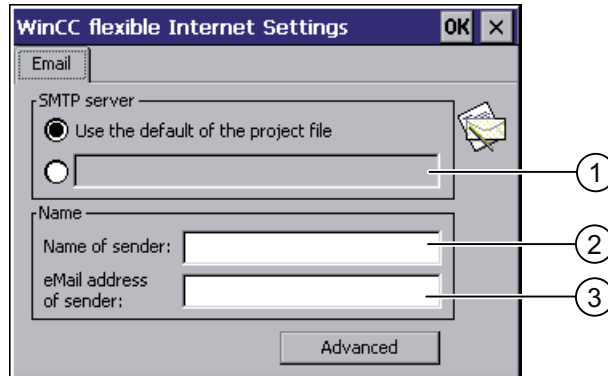 WinCC flexible Internet Settings OK ×
Email
SMTP server
Use the default of the project file
1
Name
Name of sender:
2
eMail address
of sender:
3
Advanced